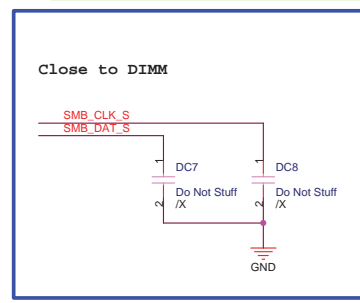 Close to DIMM
SMB_CLK_S
SMB_DAT_S
1
DC7
Do Not Stuff
/X
2
1
DC8
Do Not Stuff
/X
2
GND